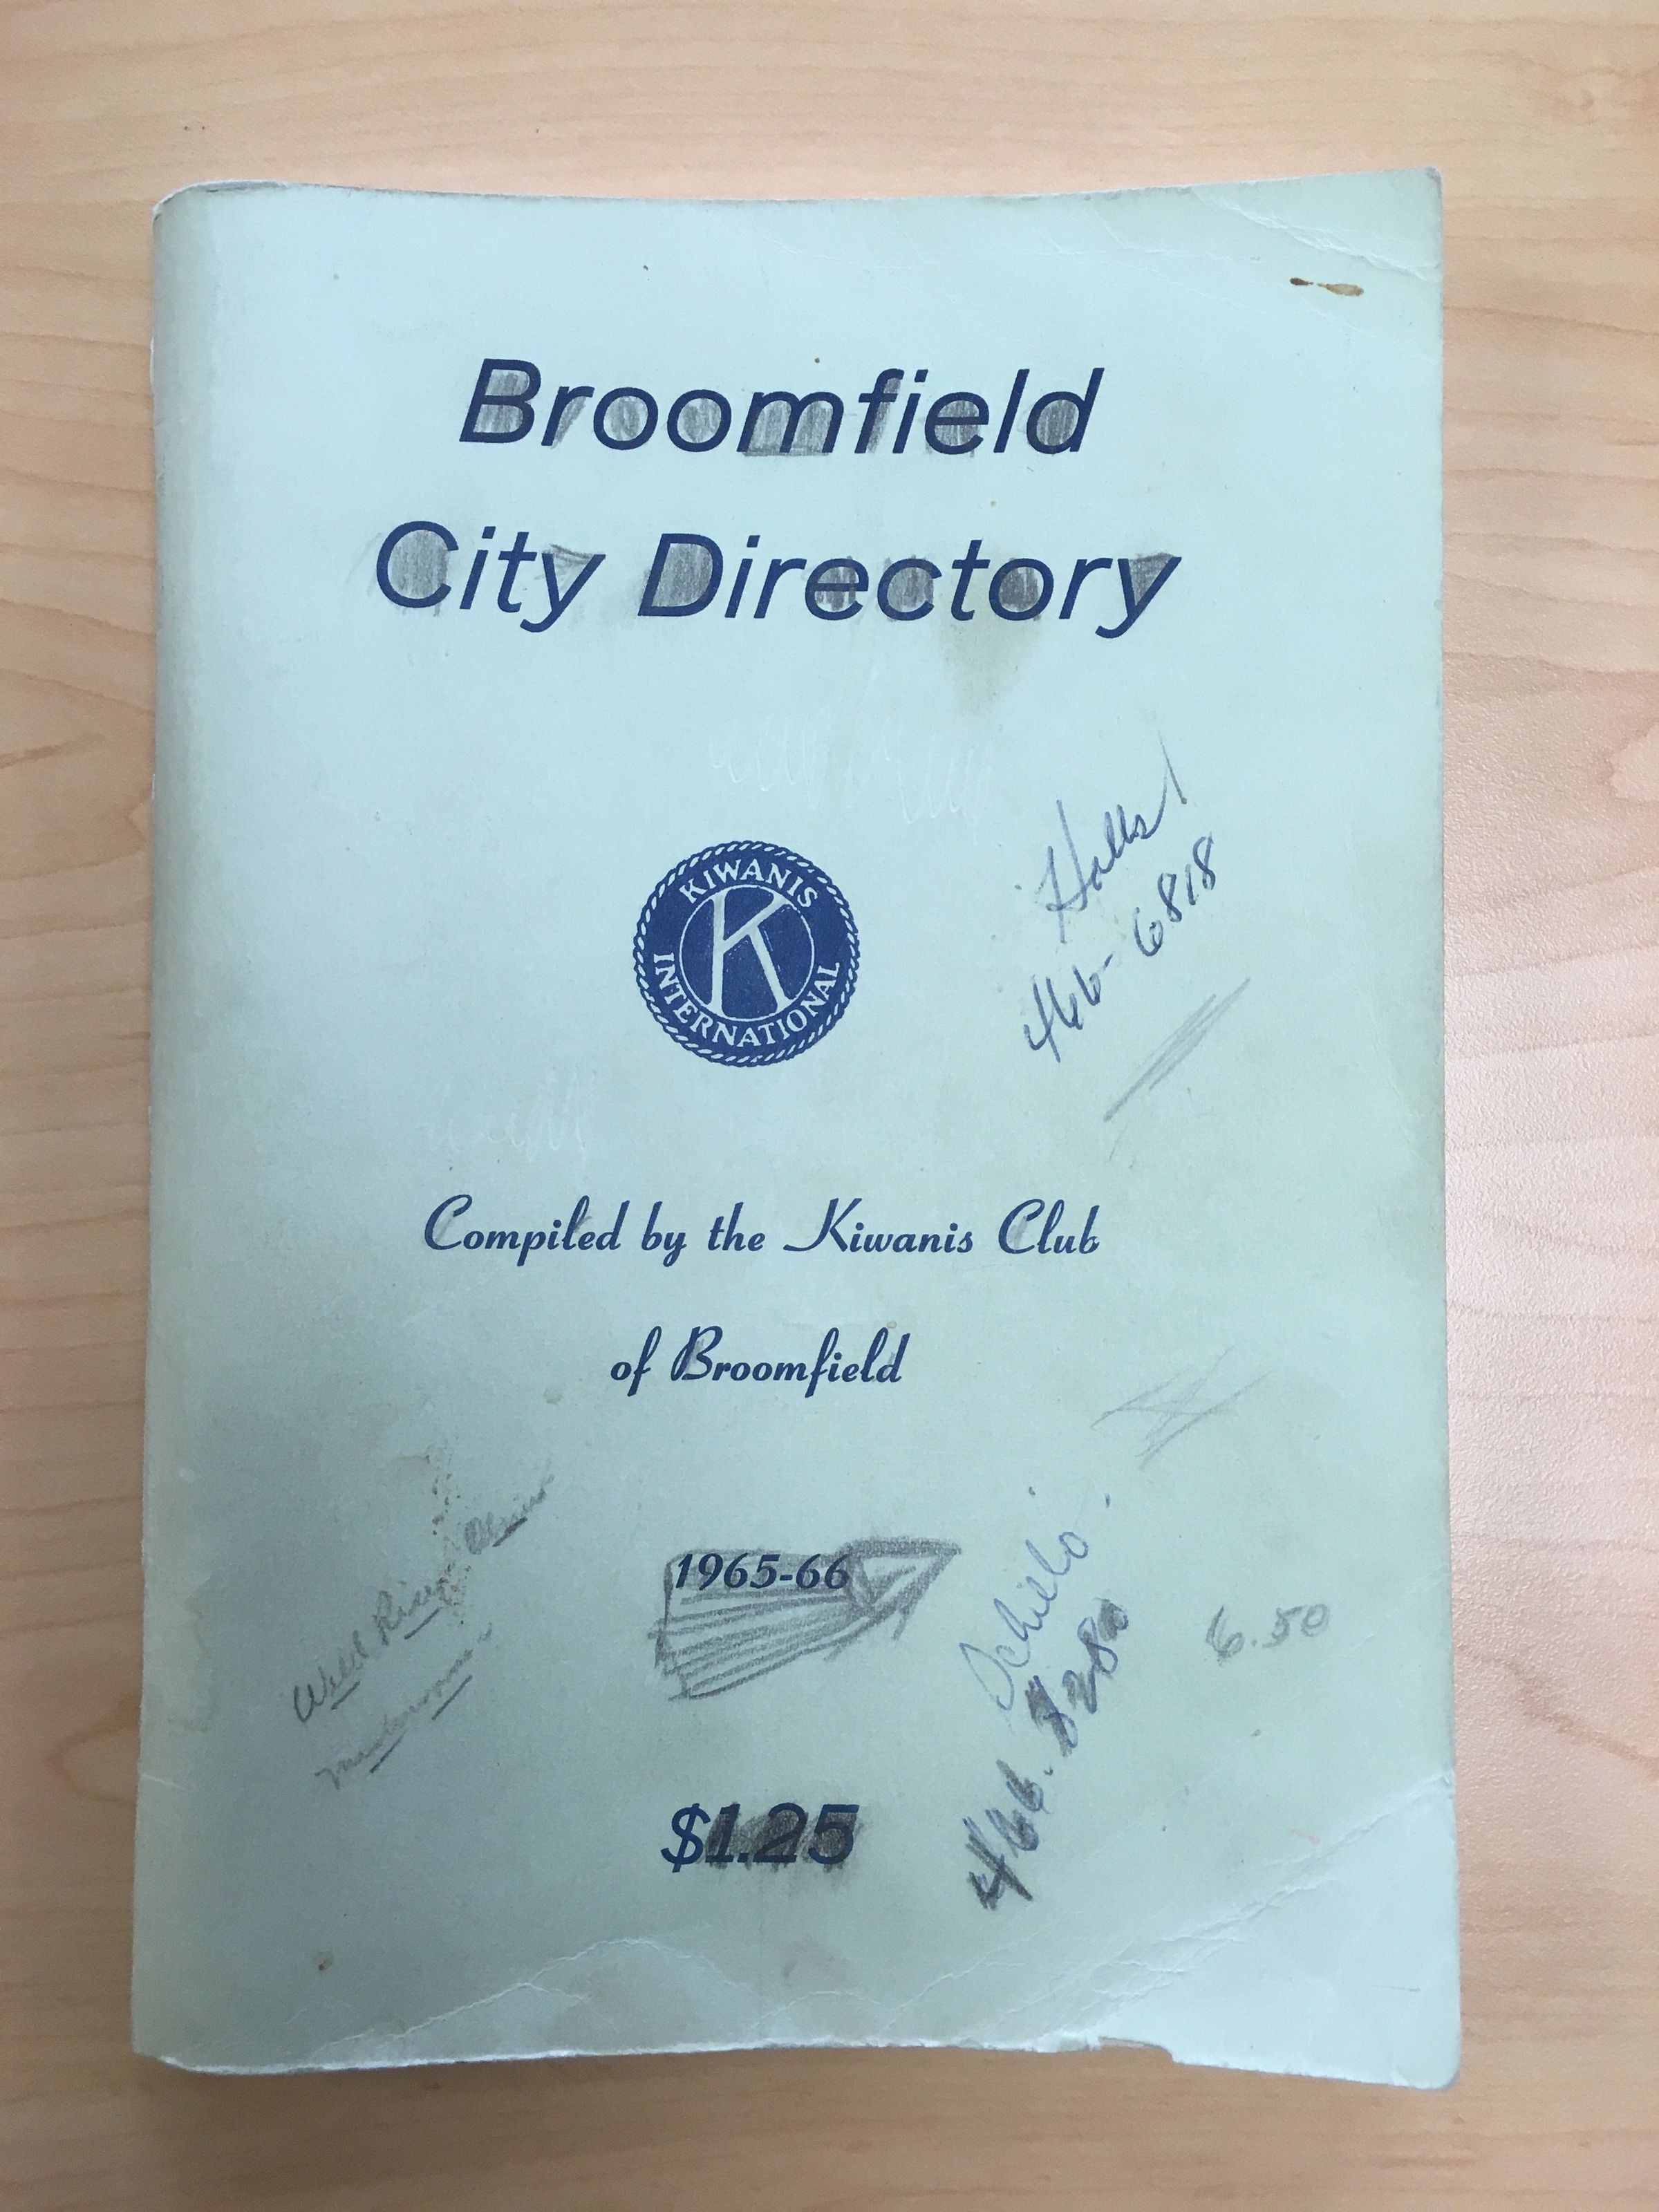 Broomfield
City Directory
Halls
466-6818
KIWANIS
K
INTERNATIONAL
Compiled by the Kiwanis Club
of Broomfield
1965-66
Schielo
6.50
$1.25